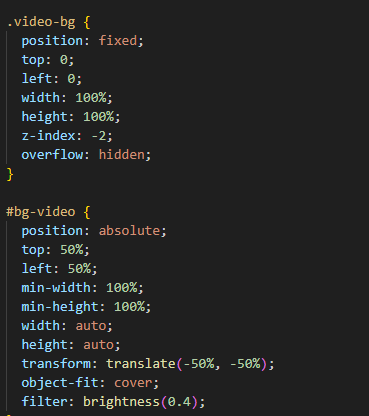 .video-bg {
  position: fixed;
  top: 0;
  left: 0;
  width: 100%;
  height: 100%;
  z-index: -2;
  overflow: hidden;
}

#bg-video {
  position: absolute;
  top: 50%;
  left: 50%;
  min-width: 100%;
  min-height: 100%;
  width: auto;
  height: auto;
  transform: translate(-50%, -50%);
  object-fit: cover;
  filter: brightness(0.4);